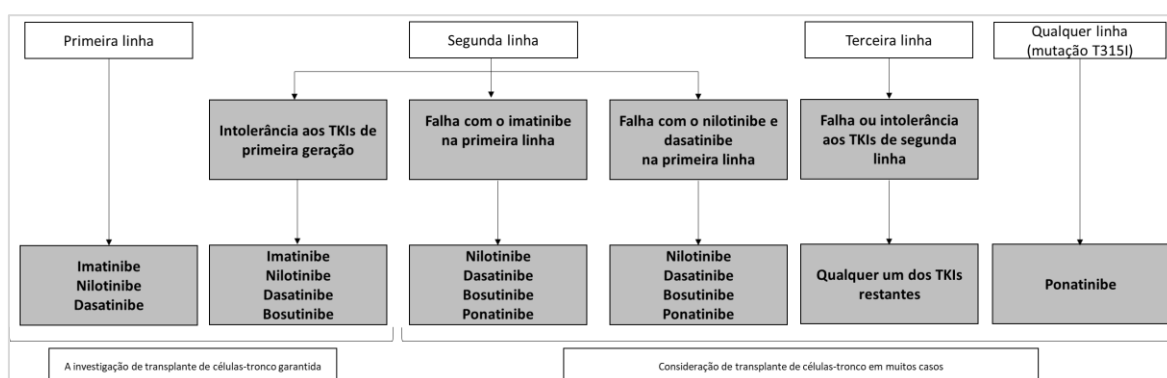 Primeira linha
Segunda linha
Terceira linha
Qualquer linha
(mutação T315I)
Intolerância aos TKIs de
primeira geração
Falha com o imatinibe
na primeira linha
Falha com o nilotinibe e
dasatinibe
na primeira linha
Falha ou intolerância
aos TKIs de segunda
linha
Imatinibe
Nilotinibe
Dasatinibe
Imatinibe
Nilotinibe
Dasatinibe
Bosutinibe
Nilotinibe
Dasatinibe
Bosutinibe
Ponatinibe
Nilotinibe
Dasatinibe
Bosutinibe
Ponatinibe
Qualquer um dos TKIs
restantes
Ponatinibe
A investigação de transplante de células-tronco garantida
Consideração de transplante de células-tronco em muitos casos